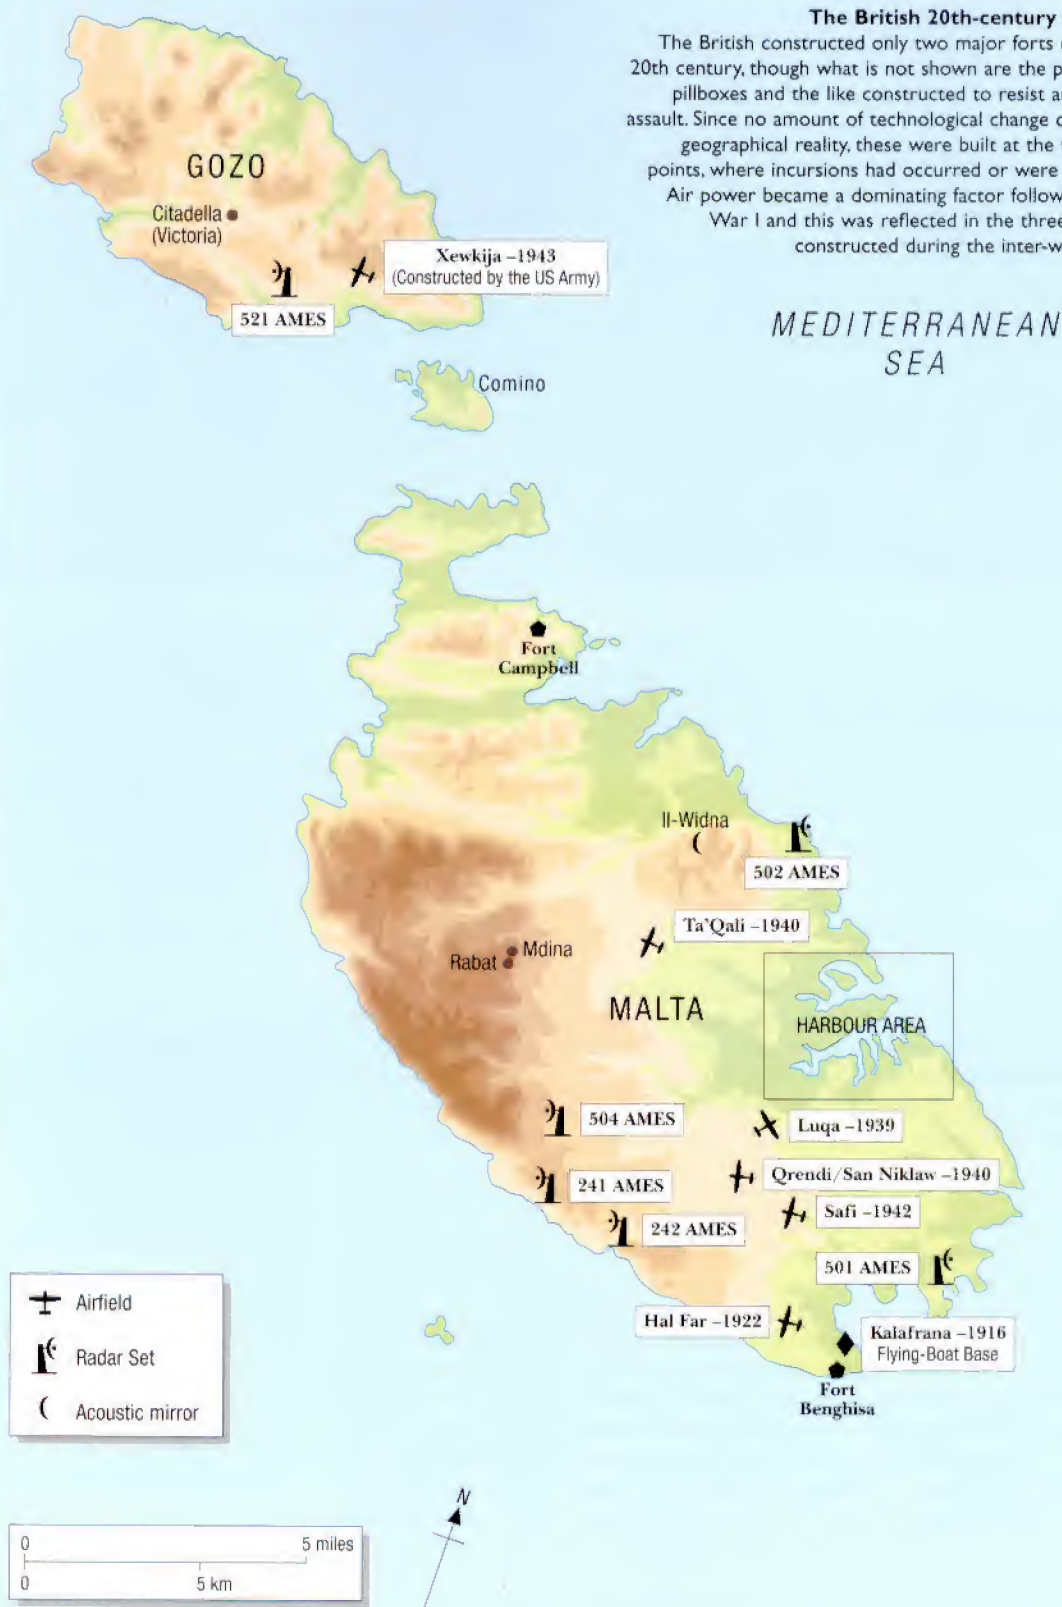 The British 20th-century
The British constructed only two major forts
20th century, though what is not shown are the
pillboxes and the like constructed to resist
assault. Since no amount of technological change
geographical reality, these were built at the
points, where incursions had occurred or were
Air power became a dominating factor
War I and this was reflected in the three
constructed during the
GOZO
Citadella
(Victoria)
Xewkija –1943
(Constructed by the US Army)
521 AMES
MEDITERRANEAN
SEA
Comino
Fort
Campbell
Il-Widna
502 AMES
Ta'Qali –1940
Mdina
Rabat
MALTA
HARBOUR AREA
504 AMES
Luqa –1939
241 AMES
Qrendi/San Niklaw –1940
242 AMES
Safi –1942
501 AMES
Hal Far –1922
Kalafrana –1916
Flying-Boat Base
Fort
Benghisa
Airfield
Radar Set
Acoustic mirror
N
0 5 miles
0 5 km